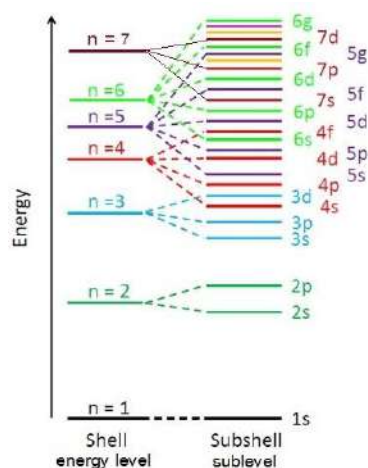 Energy
n = 7
n=6
n=5
n = 4
n = 3
n = 2
n = 1
6g
7d
6f
5g
7p
6d
5f
7s
6p
5d
4f
6s
5p
4d
5s
4p
3d
4s
3p
3s
2p
2s
1s
Shell
energy level
Subshell
sublevel